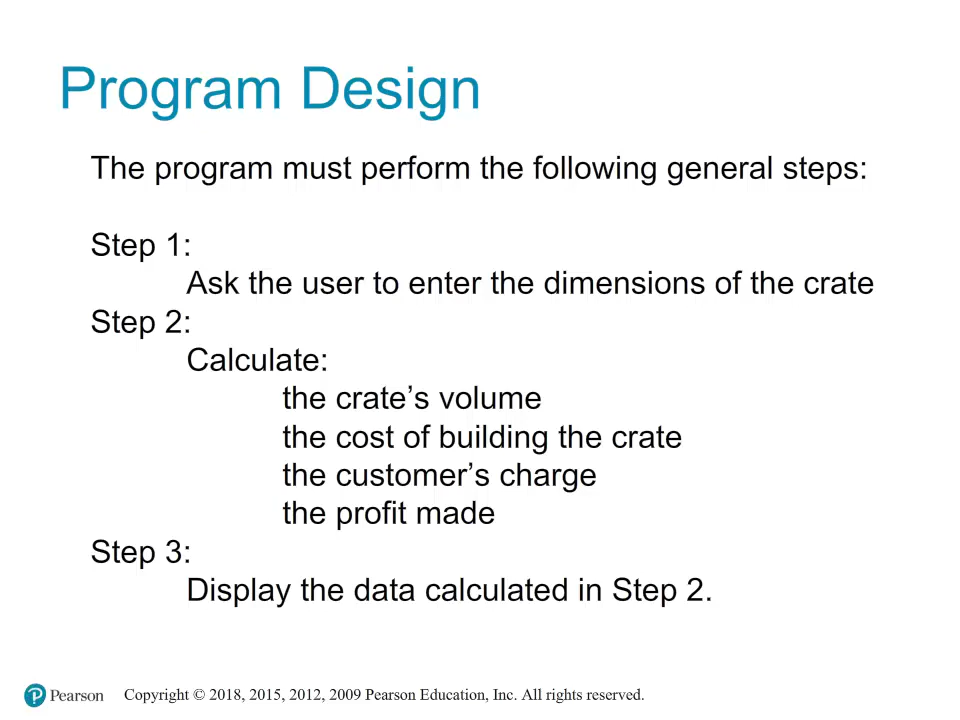 Program Design
The program must perform the following general steps:
Step 1:
Ask the user to enter the dimensions of the crate
Step 2:
Calculate:
the crate’s volume
the cost of building the crate
the customer’s charge
the profit made
Step 3:
Display the data calculated in Step 2.
Pearson Copyright © 2018, 2015, 2012, 2009 Pearson Education, Inc. All rights reserved.